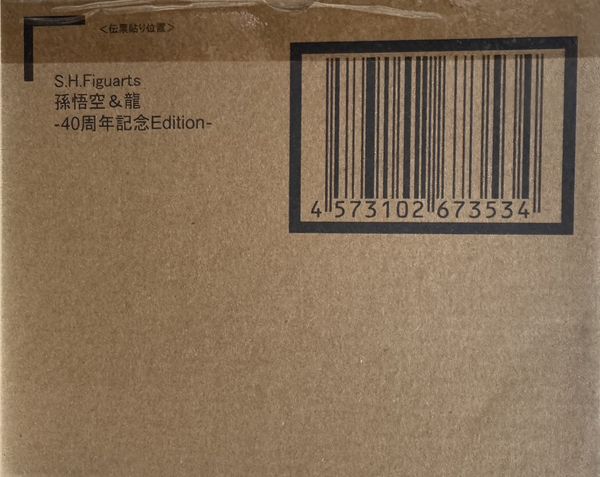 ＜伝票貼り位置＞
S.H.Figuarts
孫悟空＆龍
-40周年記念Edition-
4 573102 673534